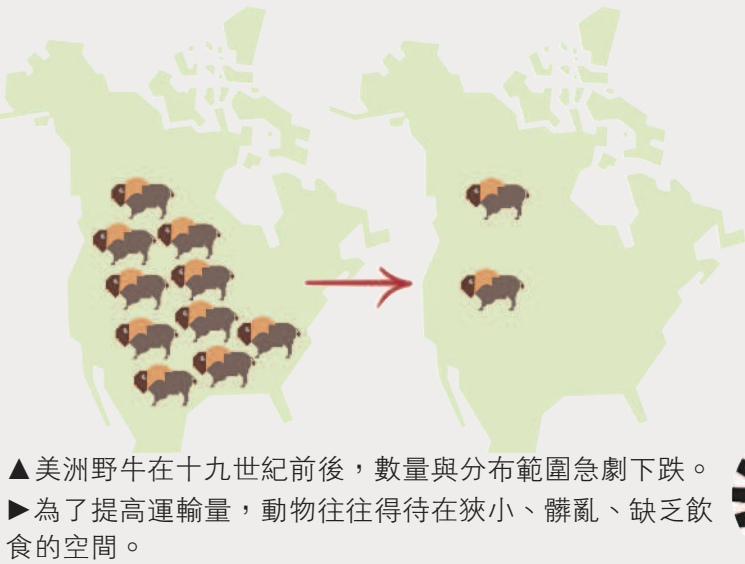 ▲美洲野牛在十九世紀前後，數量與分布範圍急劇下跌。
▶為了提高運輸量，動物往往得待在狹小、髒亂、缺乏飲
食的空間。